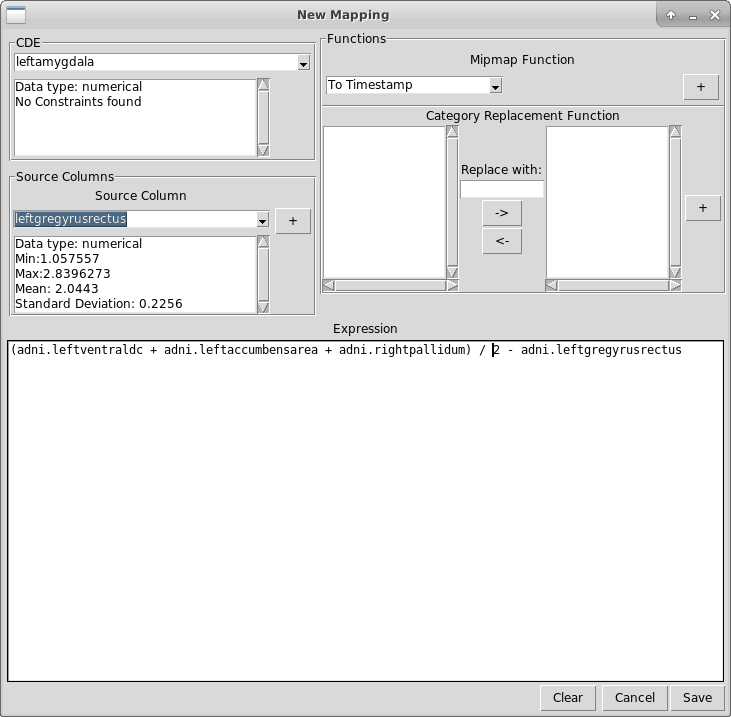 New Mapping
CDE
leftamygdala
Data type: numerical
No Constraints found
Source Columns
Source Column
leftgregyrusrectus
+
Data type: numerical
Min:1.057557
Max:2.8396273
Mean: 2.0443
Standard Deviation: 0.2256
Functions
Mipmap Function
To Timestamp
+
Category Replacement Function
Replace with:
->
<-
+
Expression
(adni.leftventraldc + adni.leftaccumbensarea + adni.rightpallidum) / 2 - adni.leftgregyrusrectus
Clear
Cancel
Save